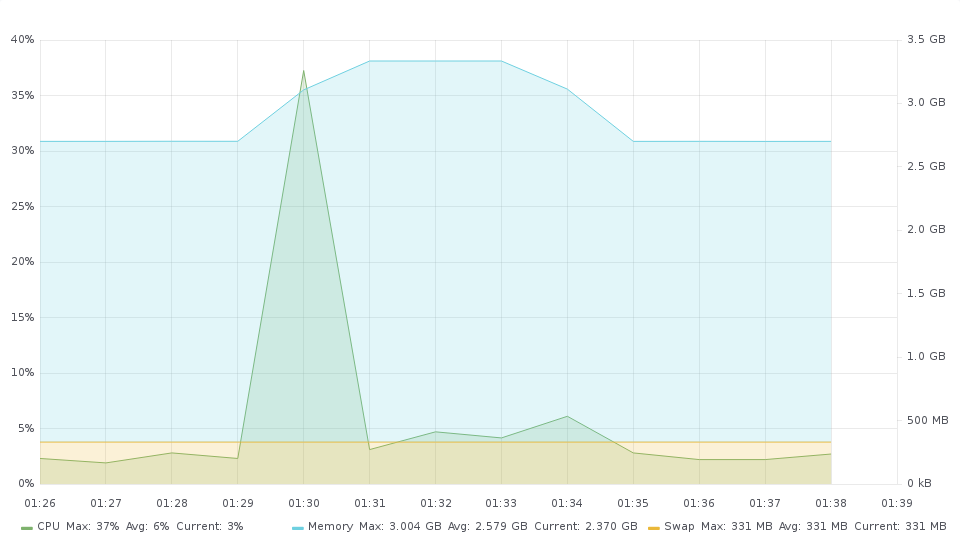 40% 3.5 GB
35% 3.0 GB
30% 2.5 GB
25% 2.0 GB
20% 1.5 GB
15% 1.0 GB
10% 500 MB
5% 0 kB
0%
01:26 01:27 01:28 01:29 01:30 01:31 01:32 01:33 01:34 01:35 01:36 01:37 01:38 01:39
CPU Max: 37% Avg: 6% Current: 3% Memory Max: 3.004 GB Avg: 2.579 GB Current: 2.370 GB Swap Max: 331 MB Avg: 331 MB Current: 331 MB